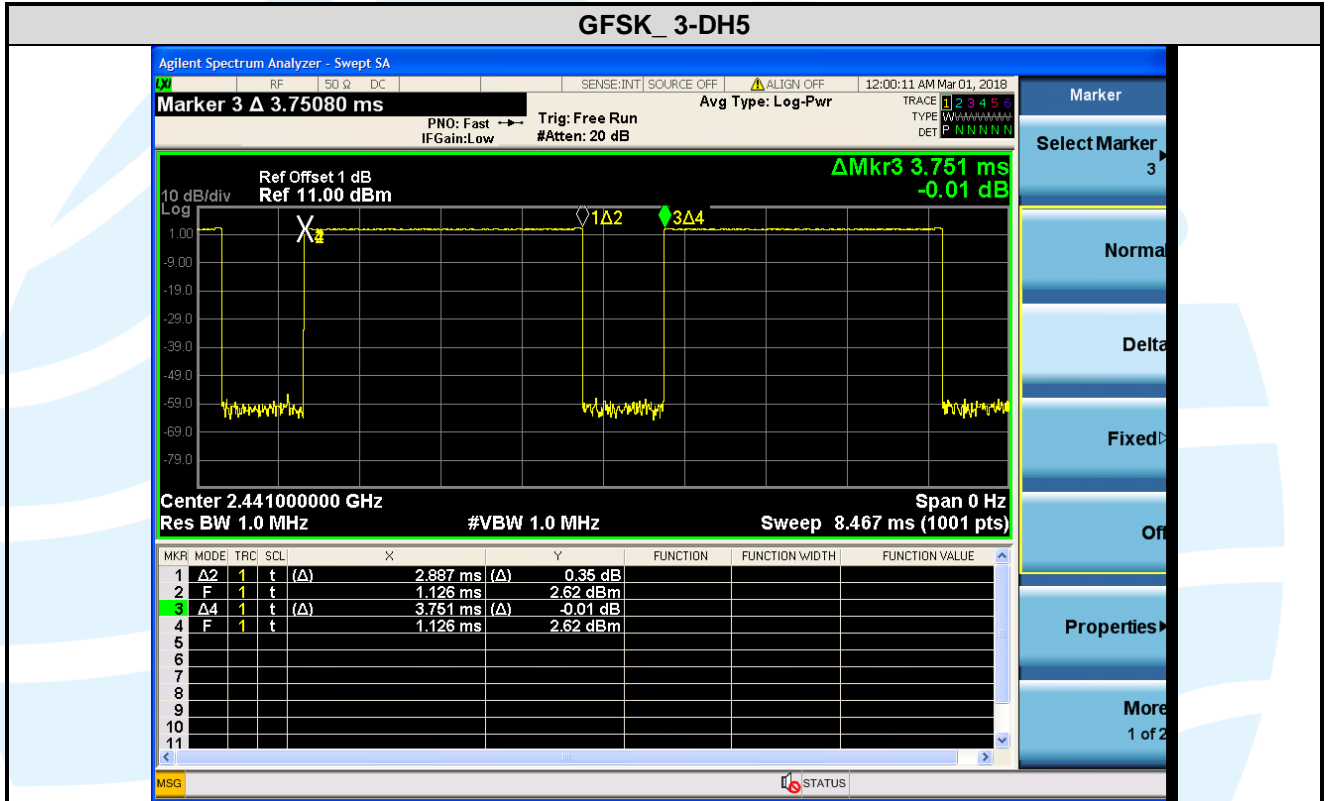 GFSK_ 3-DH5
Agilent Spectrum Analyzer - Swept SA
LXI RF 50 Ω DC SENSE:INT SOURCE OFF ALIGN OFF 12:00:11 AM Mar 01, 2018
Marker 3 Δ 3.75080 ms
PNO: Fast
IFGain:Low
Trig: Free Run
#Atten: 20 dB
Avg Type: Log-Pwr
TRACE 1 2 3 4 5 6
TYPE W
DET P N N N N N
Marker
Select Marker
3
Normal
Delta
Fixed
Off
Properties
More
1 of 2
ΔMkr3 3.751 ms
-0.01 dB
Ref Offset 1 dB
10 dB/div Ref 11.00 dBm
Log
1Δ2 3Δ4
1.00
-9.00
-19.0
-29.0
-39.0
-49.0
-59.0
-69.0
-79.0
Center 2.441000000 GHz Span 0 Hz
Res BW 1.0 MHz #VBW 1.0 MHz Sweep 8.467 ms (1001 pts)
MKR MODE TRC SCL X Y FUNCTION FUNCTION WIDTH FUNCTION VALUE
1 Δ2 1 t (Δ) 2.887 ms (Δ) 0.35 dB
2 F 1 t 1.126 ms 2.62 dBm
3 Δ4 1 t (Δ) 3.751 ms (Δ) -0.01 dB
4 F 1 t 1.126 ms 2.62 dBm
5
6
7
8
9
10
11
MSG STATUS